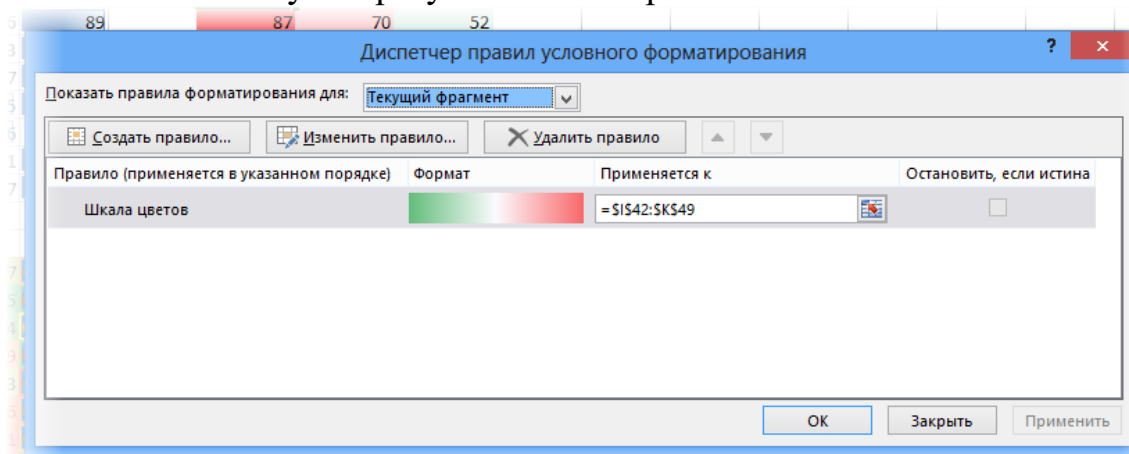 89 87 70 52
Диспетчер правил условного форматирования ? ×
Показать правила форматирования для: Текущий фрагмент
Создать правило... Изменить правило... Удалить правило
Правило (применяется в указанном порядке) Формат Применяется к Остановить, если истина
Шкала цветов =$I$42:$K$49
ОК Закрыть Применить